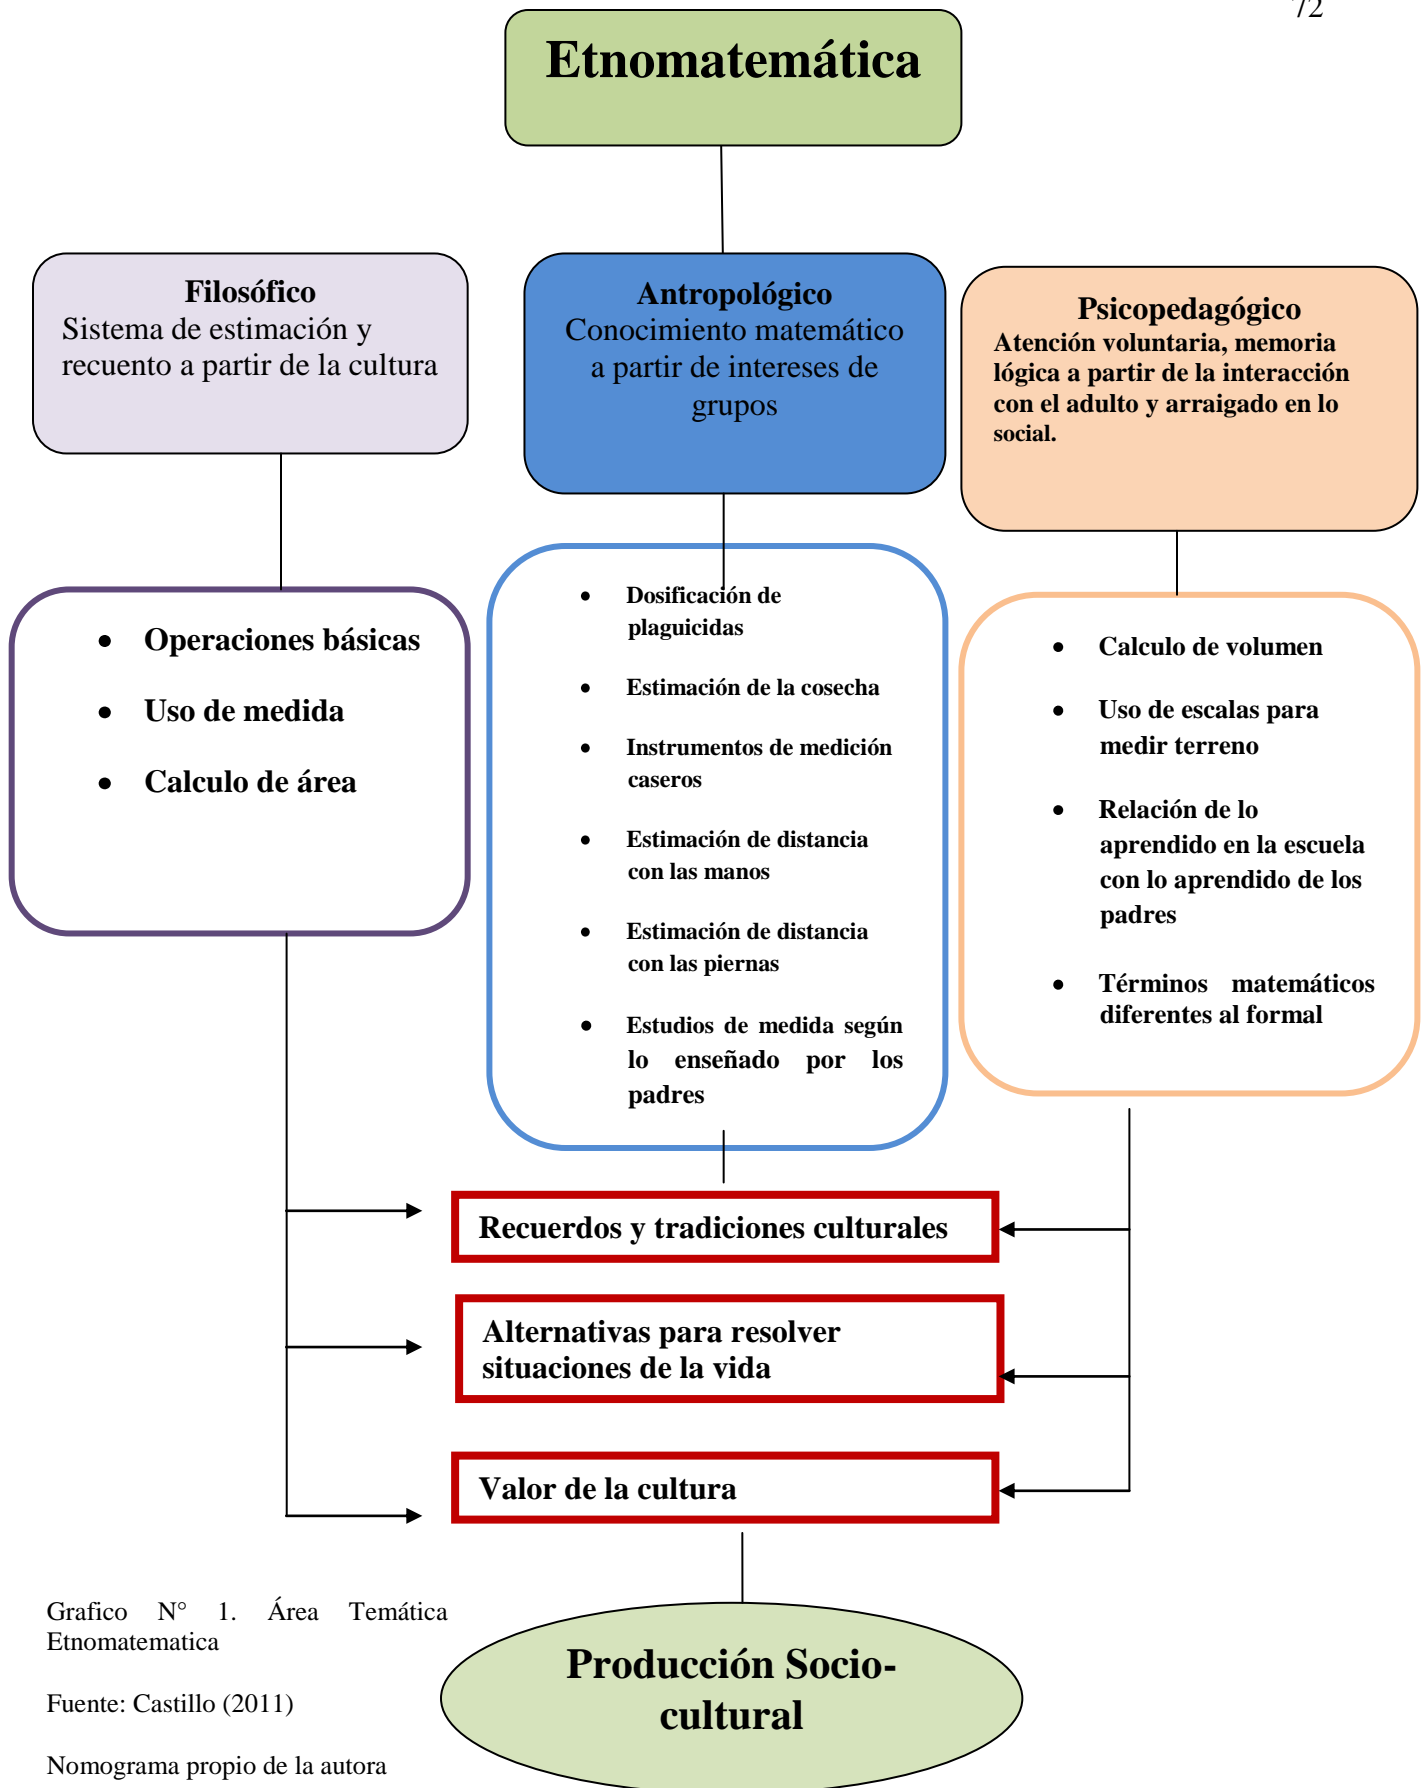 72
Etnomatemática
Filosófico
Sistema de estimación y
recuento a partir de la cultura
Antropológico
Conocimiento matemático
a partir de intereses de
grupos
Psicopedagógico
Atención voluntaria, memoria
lógica a partir de la interacción
con el adulto y arraigado en lo
social.
• Operaciones básicas
• Uso de medida
• Calculo de área
• Dosificación de
plaguicidas
• Estimación de la cosecha
• Instrumentos de medición
caseros
• Estimación de distancia
con las manos
• Estimación de distancia
con las piernas
• Estudios de medida según
lo enseñado por los
padres
• Calculo de volumen
• Uso de escalas para
medir terreno
• Relación de lo
aprendido en la escuela
con lo aprendido de los
padres
• Términos matemáticos
diferentes al formal
Recuerdos y tradiciones culturales
Alternativas para resolver
situaciones de la vida
Valor de la cultura
Producción Socio-
cultural
Grafico N° 1. Área Temática
Etnomatematica
Fuente: Castillo (2011)
Nomograma propio de la autora